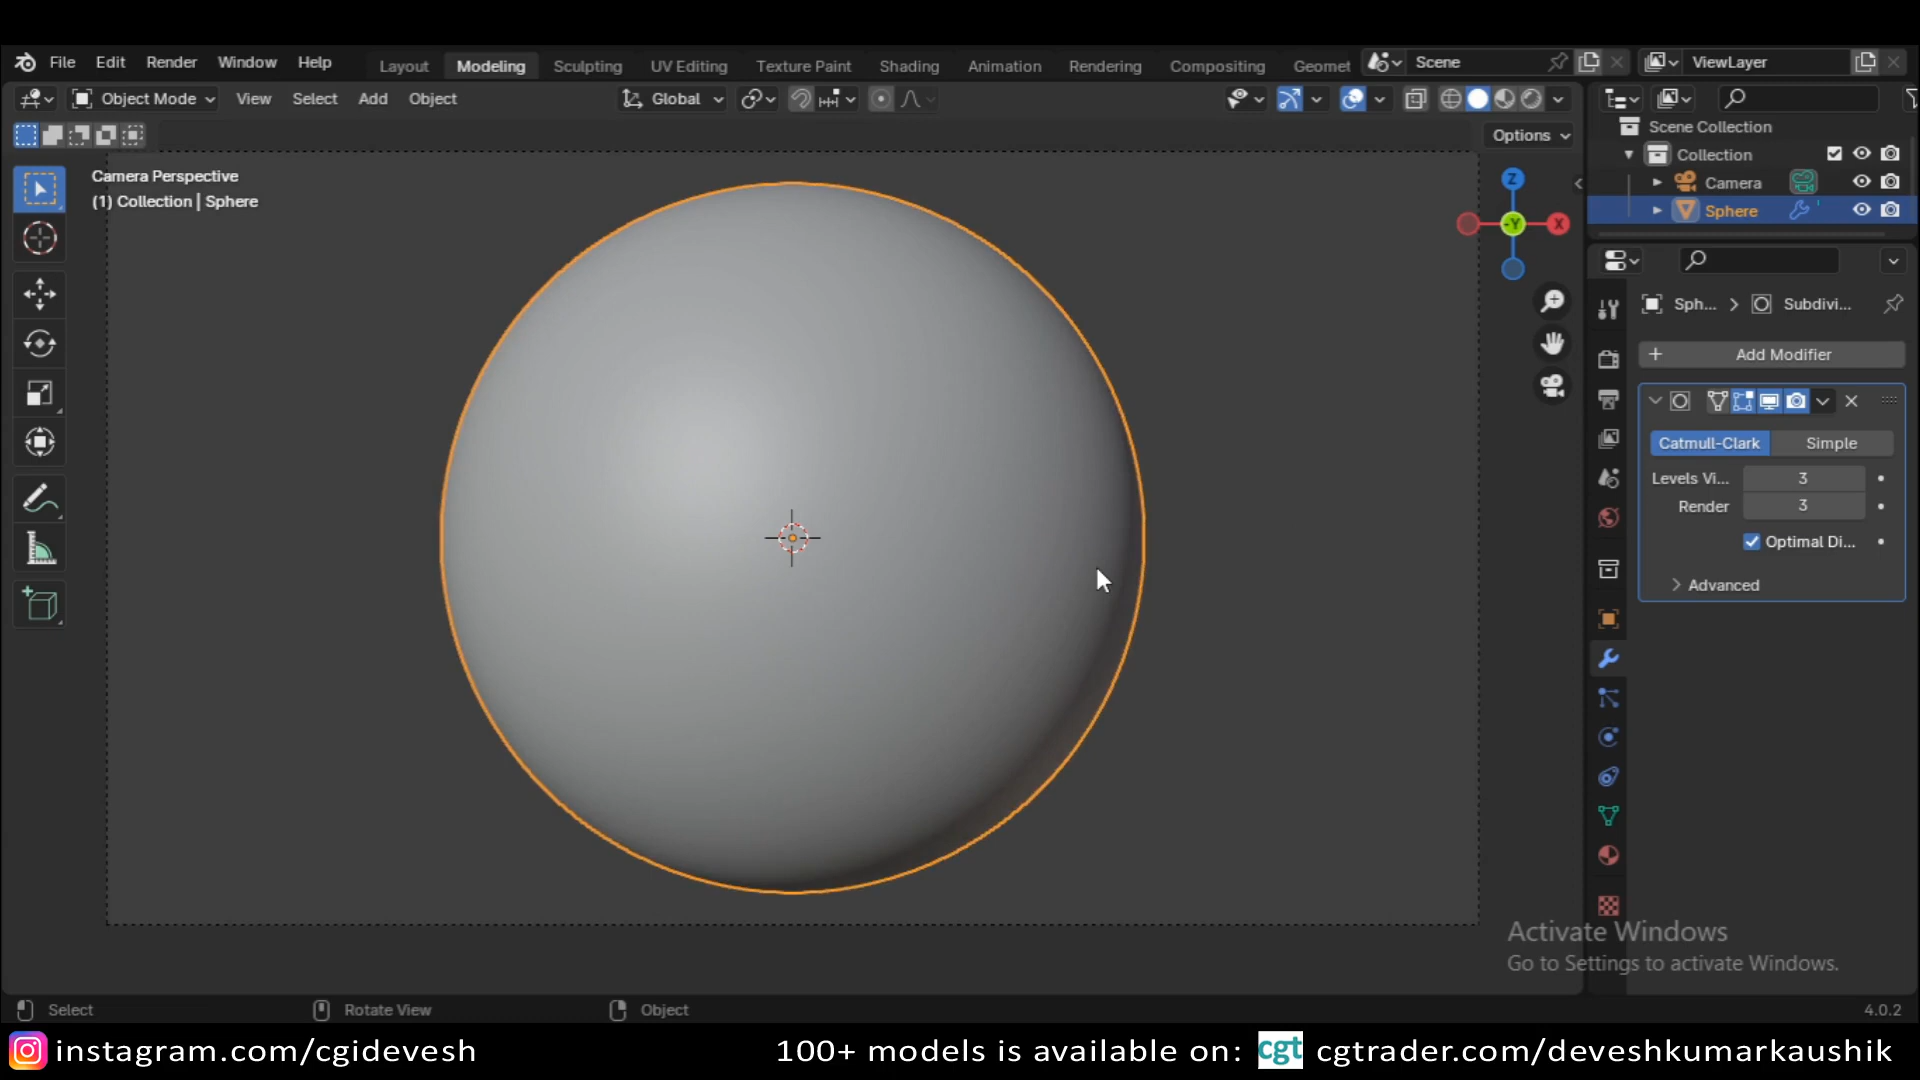 File Edit Render Window Help Layout Modeling Sculpting UV Editing Texture Paint Shading Animation Rendering Compositing Geomet Scene ViewLayer
Object Mode View Select Add Object Global
Options
Camera Perspective
(1) Collection | Sphere
Z
-Y
X
Scene Collection
Collection
Camera
Sphere
Sph... > Subdivi...
+ Add Modifier
Catmull-Clark Simple
Levels Vi... 3
Render 3
Optimal Di...
Advanced
Activate Windows
Go to Settings to activate Windows.
Select Rotate View Object 4.0.2
instagram.com/cgidevesh 100+ models is available on: cgt cgtrader.com/deveshkumarkaushik